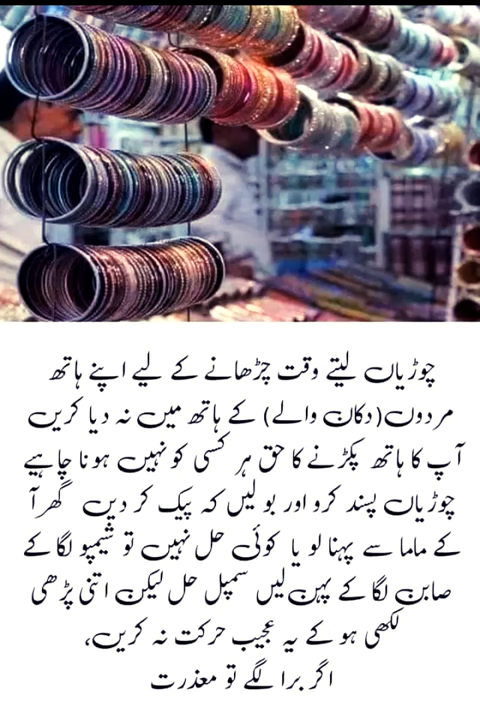 چوڑیاں لیتے وقت چڑھانے کے لیے اپنے ہاتھ
مردوں(دکان والے) کے ہاتھ میں نہ دیا کریں
آپ کا ہاتھ پکڑنے کا حق ہر کسی کو نہیں ہونا چاہیے
چوڑیاں پسند کرو اور بولیں کہ پیک کر دیں گھر آ
کے ماما سے پہنا لو یا کوئی حل نہیں تو شیمپو لگا کے
صابن لگا کے پہن لیں سمپل حل لیکن اتنی پڑھی
لکھی ہو کے یہ عجیب حرکت نہ کریں،
اگر برا لگے تو معذرت